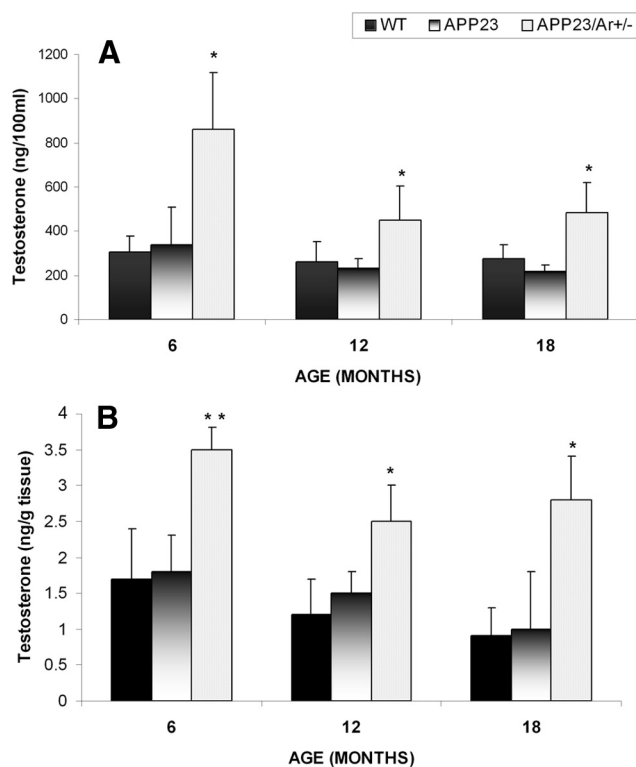 WT APP23 APP23/Ar+/-
A
Testosterone (ng/100ml)
1200
1000
800
600
400
200
0
*
*
*
6 12 18
AGE (MONTHS)
B
Testosterone (ng/g tissue)
4
3.5
3
2.5
2
1.5
1
0.5
0
* *
*
*
6 12 18
AGE (MONTHS)